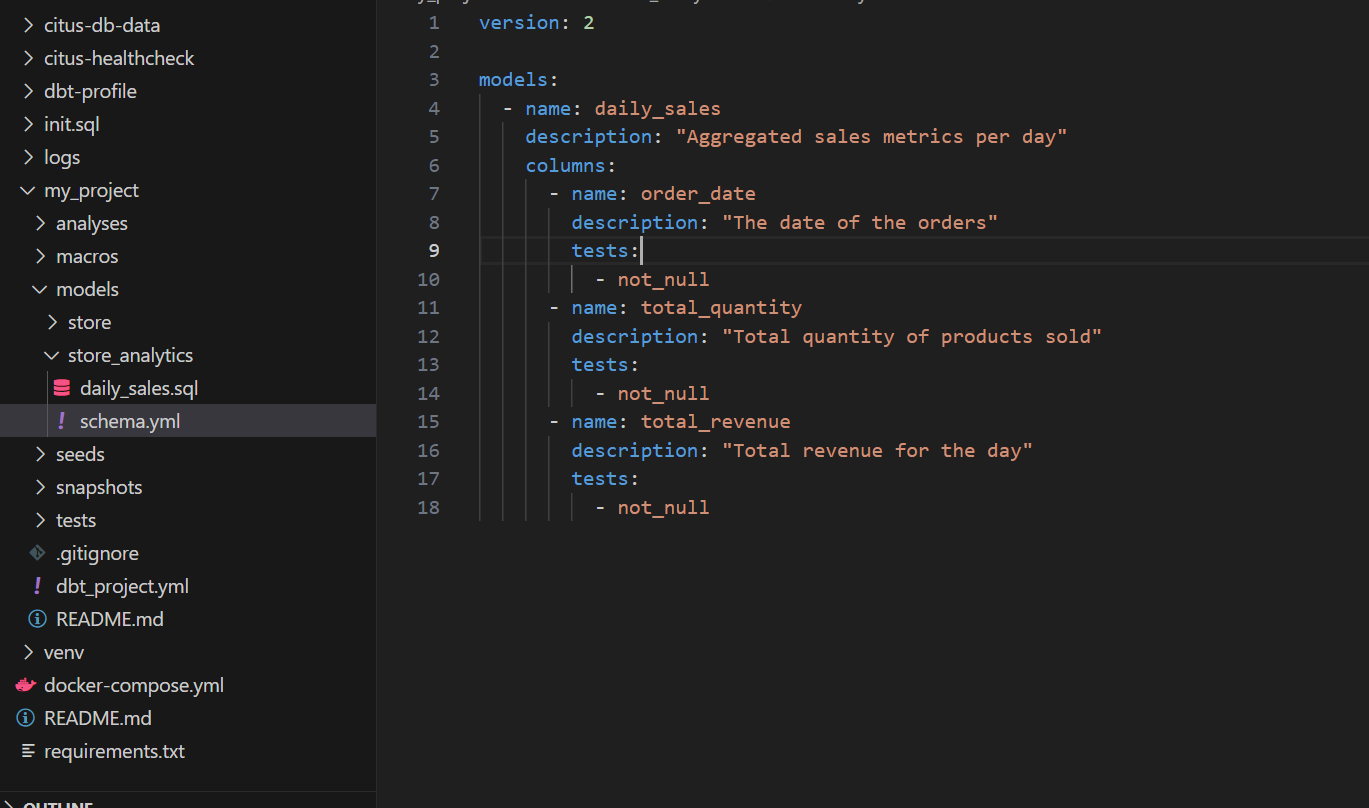 citus-db-data
citus-healthcheck
dbt-profile
init.sql
logs
my_project
analyses
macros
models
store
store_analytics
daily_sales.sql
! schema.yml
seeds
snapshots
tests
.gitignore
! dbt_project.yml
README.md
venv
docker-compose.yml
README.md
requirements.txt
OUTLINE
1 version: 2
2
3 models:
4 - name: daily_sales
5 description: "Aggregated sales metrics per day"
6 columns:
7 - name: order_date
8 description: "The date of the orders"
9 tests:
10 - not_null
11 - name: total_quantity
12 description: "Total quantity of products sold"
13 tests:
14 - not_null
15 - name: total_revenue
16 description: "Total revenue for the day"
17 tests:
18 - not_null